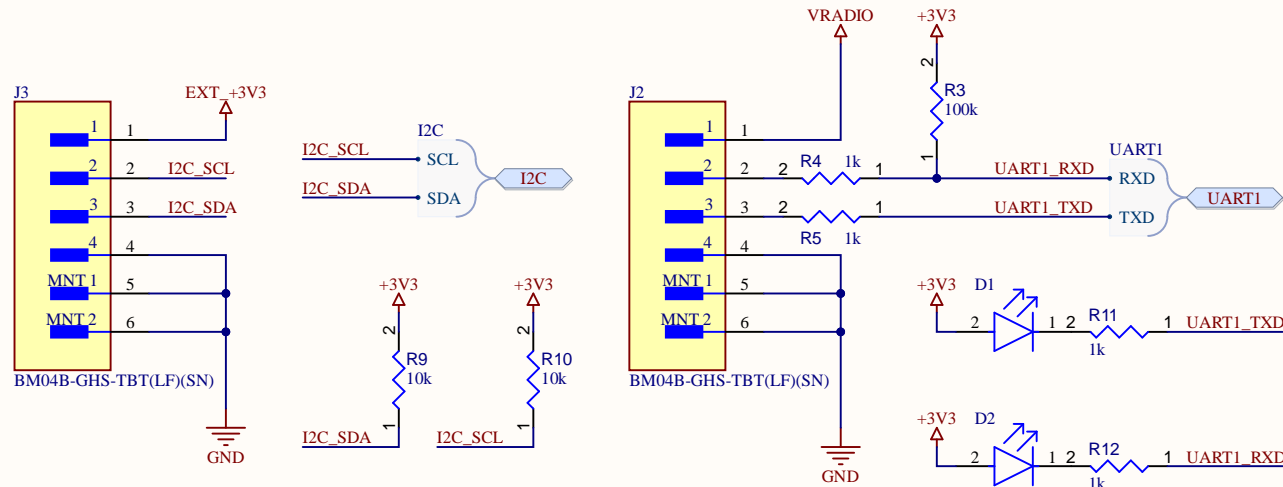 VRADIO +3V3
J3 J2
EXT_+3V3
2
R3
100k
1
1 1
2 2 I2C_SCL
3 3 I2C_SDA
4 4
MNT 1 5
MNT 2 6
BM04B-GHS-TBT(LF)(SN)
GND
I2C
I2C_SCL SCL
I2C_SDA SDA
I2C
+3V3 +3V3
2 2
R9 R10
10k 10k
1 1
I2C_SDA I2C_SCL
1 1
2 2 2 R4 1k 1 UART1_RXD
3 3 2 R5 1k 1 UART1_TXD
4 4
MNT 1 5
MNT 2 6
BM04B-GHS-TBT(LF)(SN)
GND
UART1
RXD
TXD
UART1
+3V3 D1
2 1 2 R11 1 UART1_TXD
1k
+3V3 D2
2 1 2 R12 1 UART1_RXD
1k